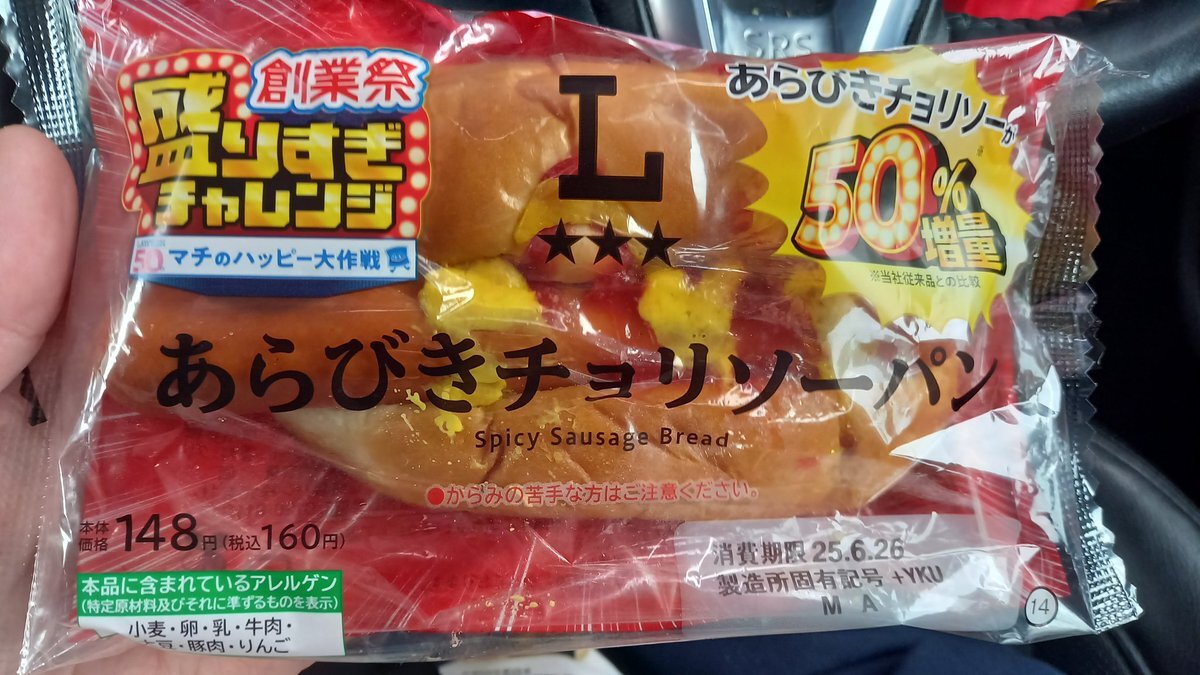 SRS
創業祭
盛りすぎ
チャレンジ
50th マチのハッピー大作戦
L
★★★
あらびきチョリソーが
50%
増量
※当社従来品との比較
あらびきチョリソーパン
Spicy Sausage Bread
●からみの苦手な方はご注意ください。
本体価格 148円(税込160円)
消費期限 25.6.26
製造所固有記号 +YKU
M A
14
本品に含まれているアレルゲン
(特定原材料及びそれに準ずるものを表示)
小麦・卵・乳・牛肉・
大豆・豚肉・りんご